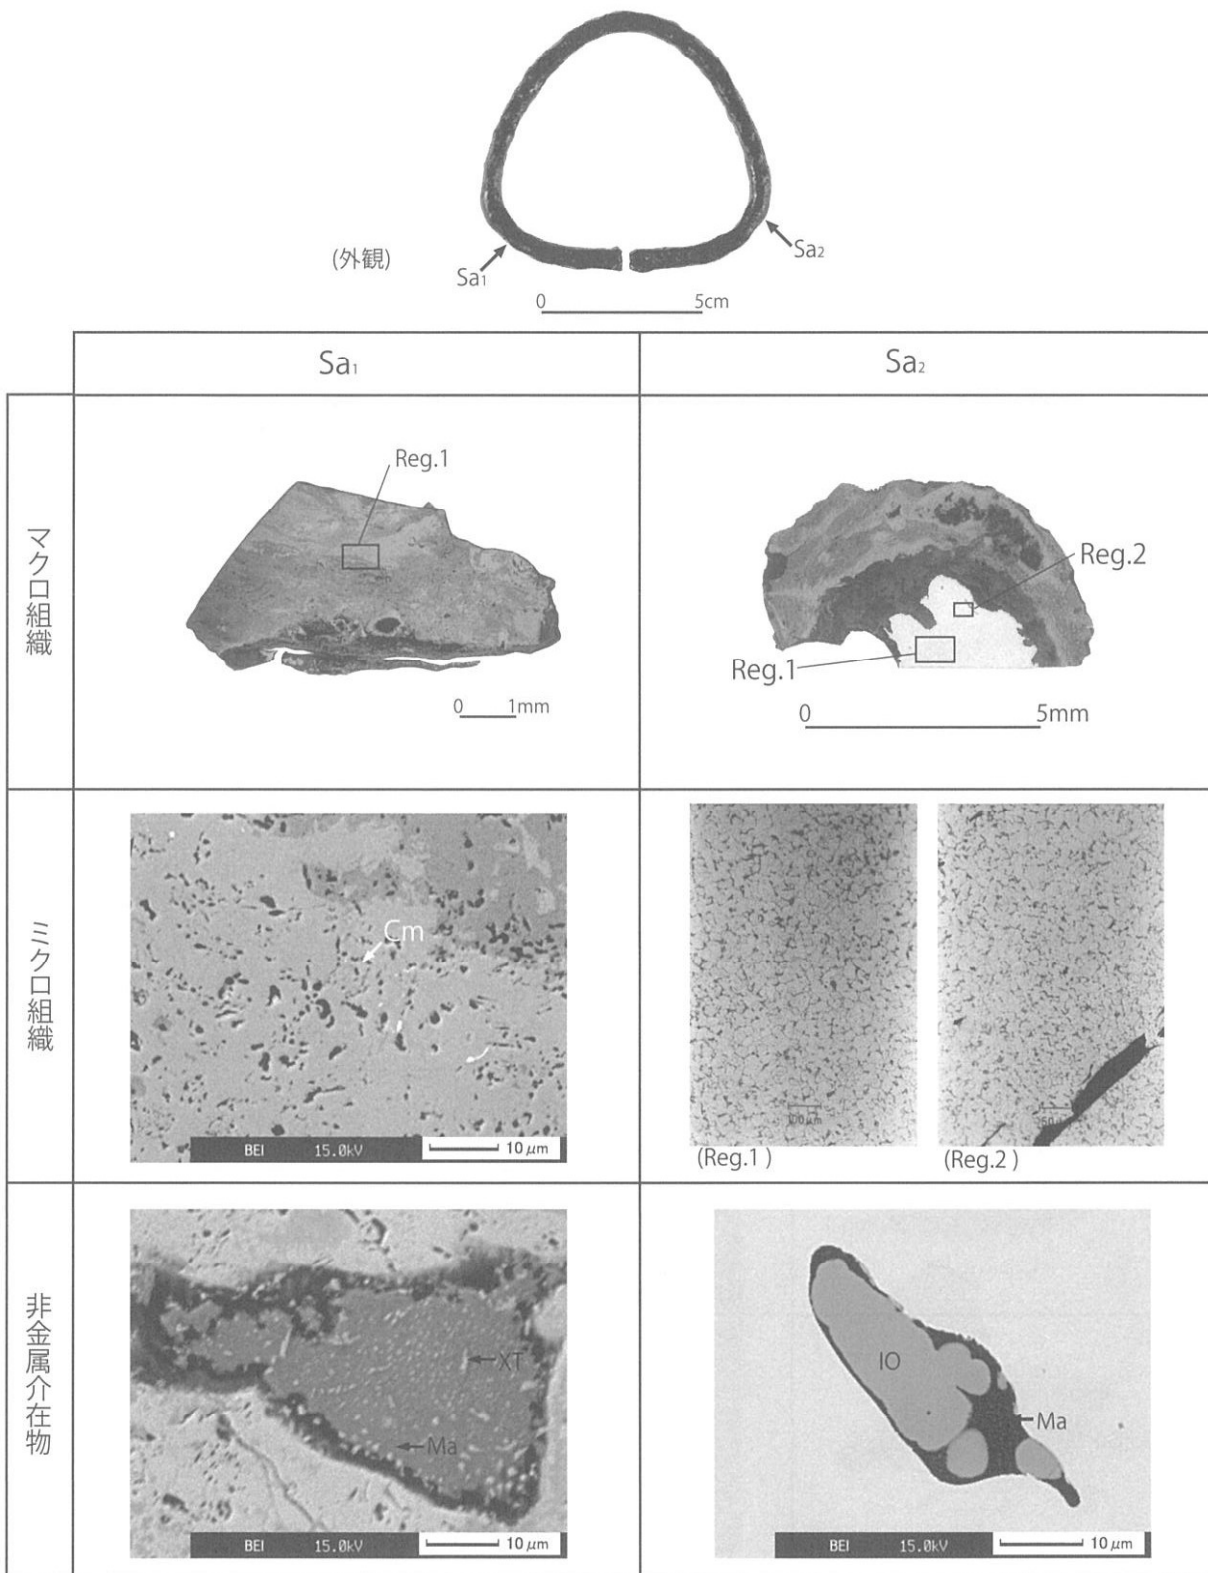 (外観)
Sa₁
Sa₂
0 5cm
Sa₁
Sa₂
マクロ組織
Reg.1
0 1mm
Reg.2
Reg.1
0 5mm
ミクロ組織
Cm
BEI 15.0kV 10μm
100μm
50μm
(Reg.1)
(Reg.2)
非金属介在物
XT
Ma
BEI 15.0kV 10μm
IO
Ma
BEI 15.0kV 10μm